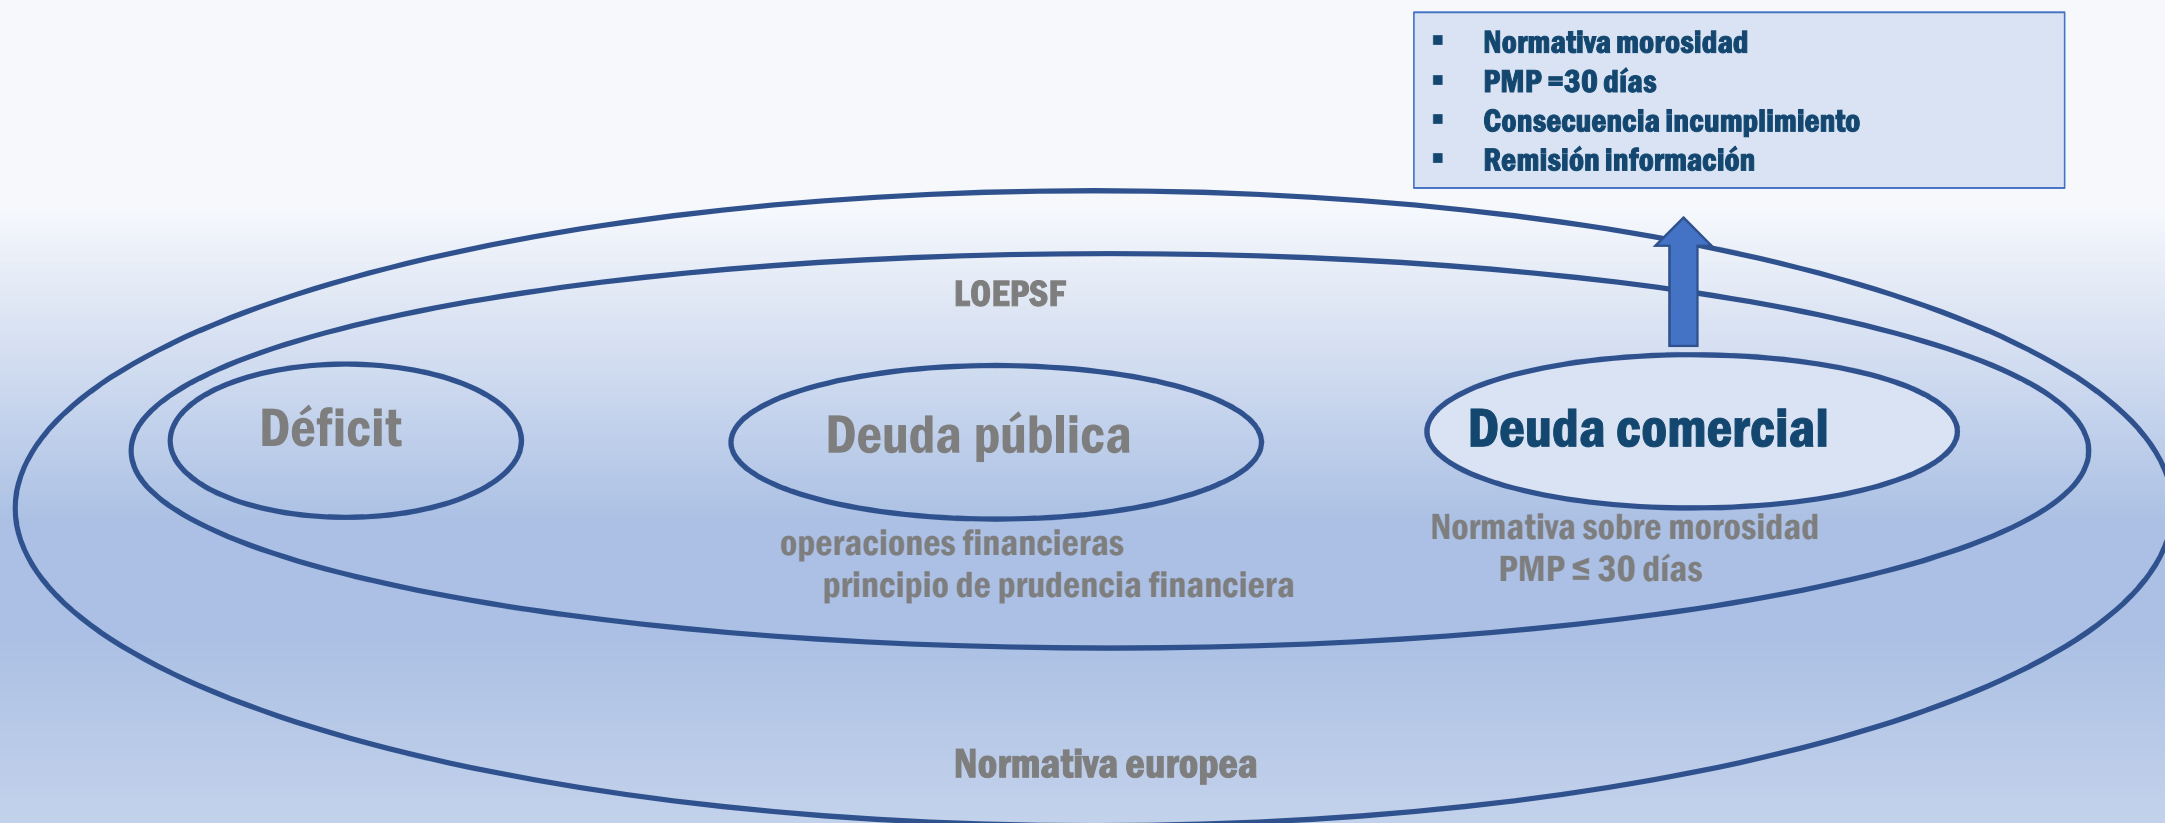 ▪ Normativa morosidad
▪ PMP =30 días
▪ Consecuencia incumplimiento
▪ Remisión información
LOEPSF
Déficit
Deuda pública
Deuda comercial
operaciones financieras
principio de prudencia financiera
Normativa sobre morosidad
PMP ≤ 30 días
Normativa europea